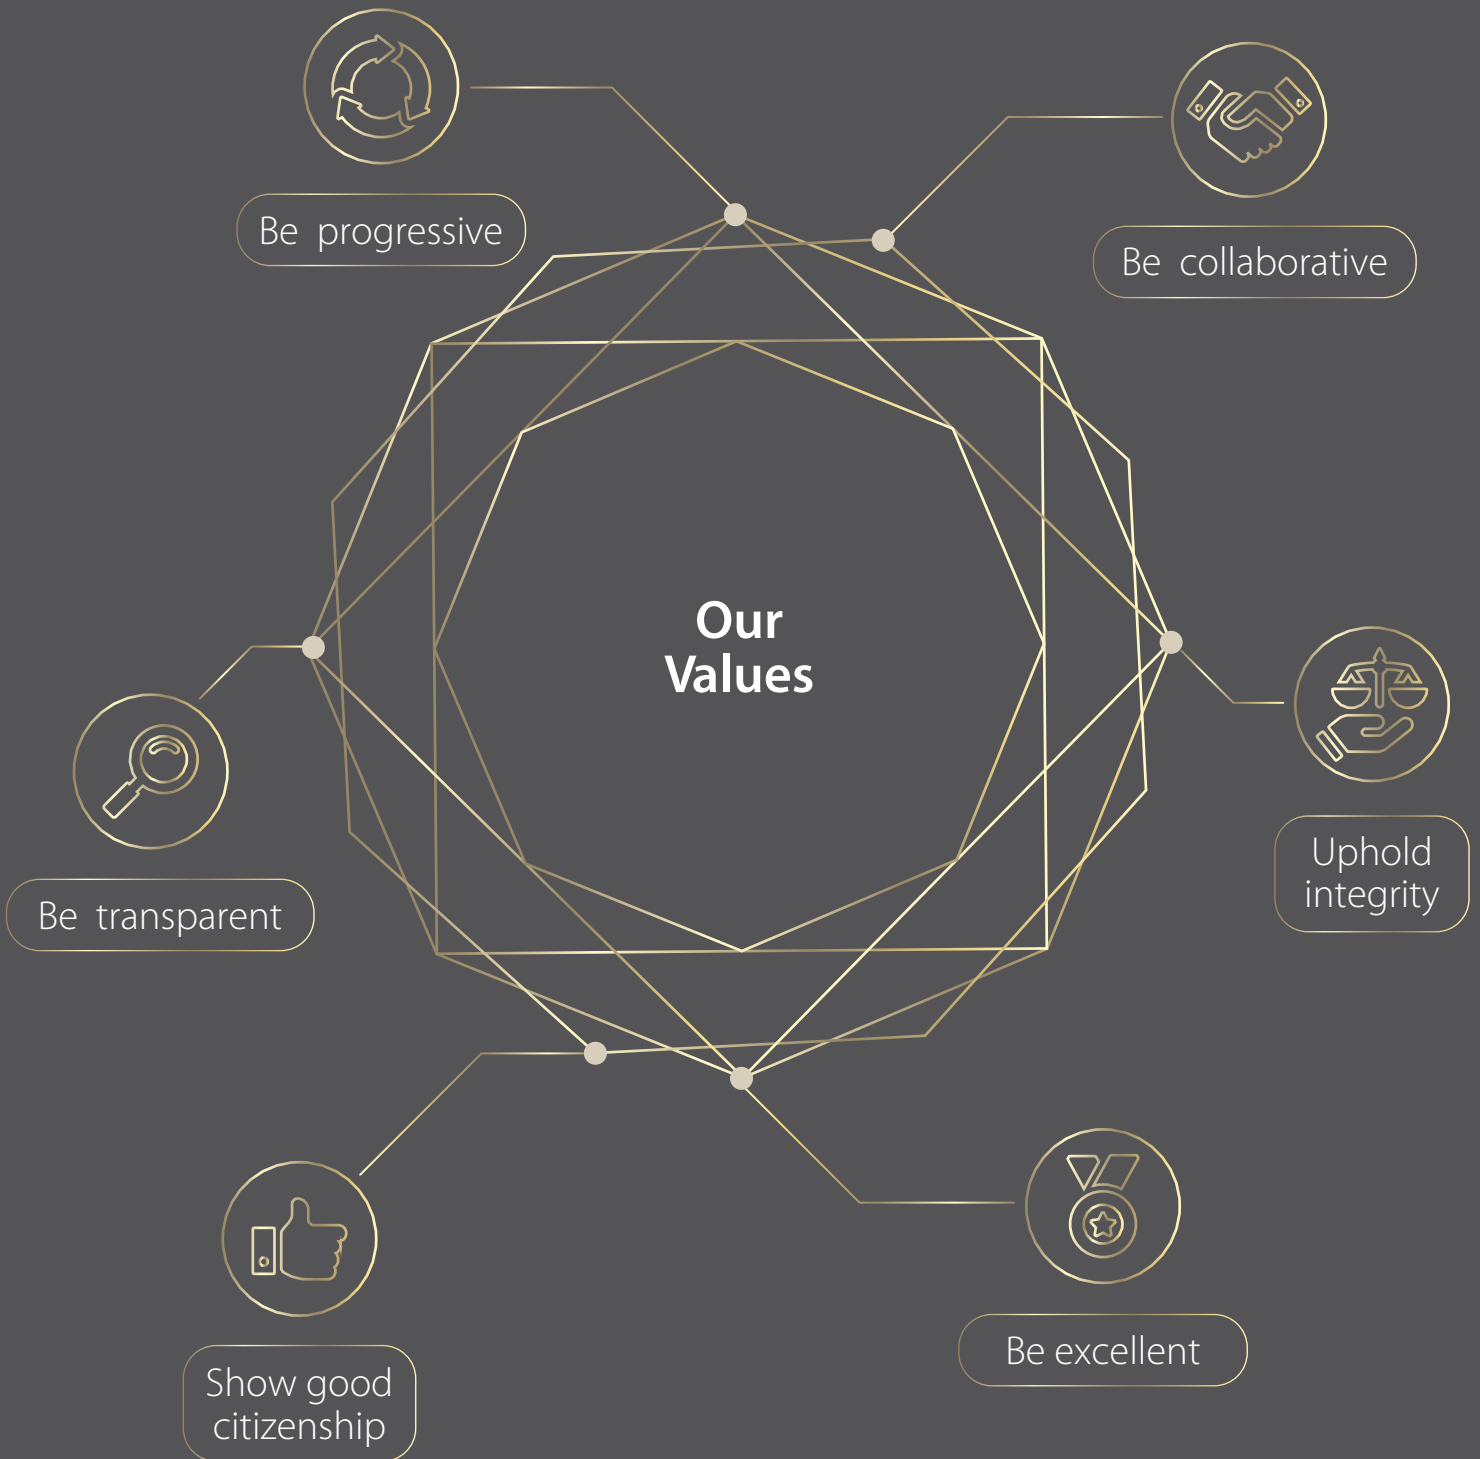 Be progressive
Be collaborative
Our
Values
Uphold
integrity
Be transparent
Be excellent
Show good
citizenship